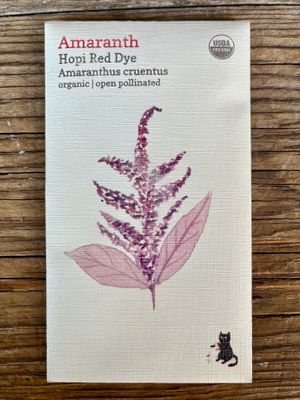 Amaranth
Hopi Red Dye
Amaranthus cruentus
organic | open pollinated
USDA
ORGANIC